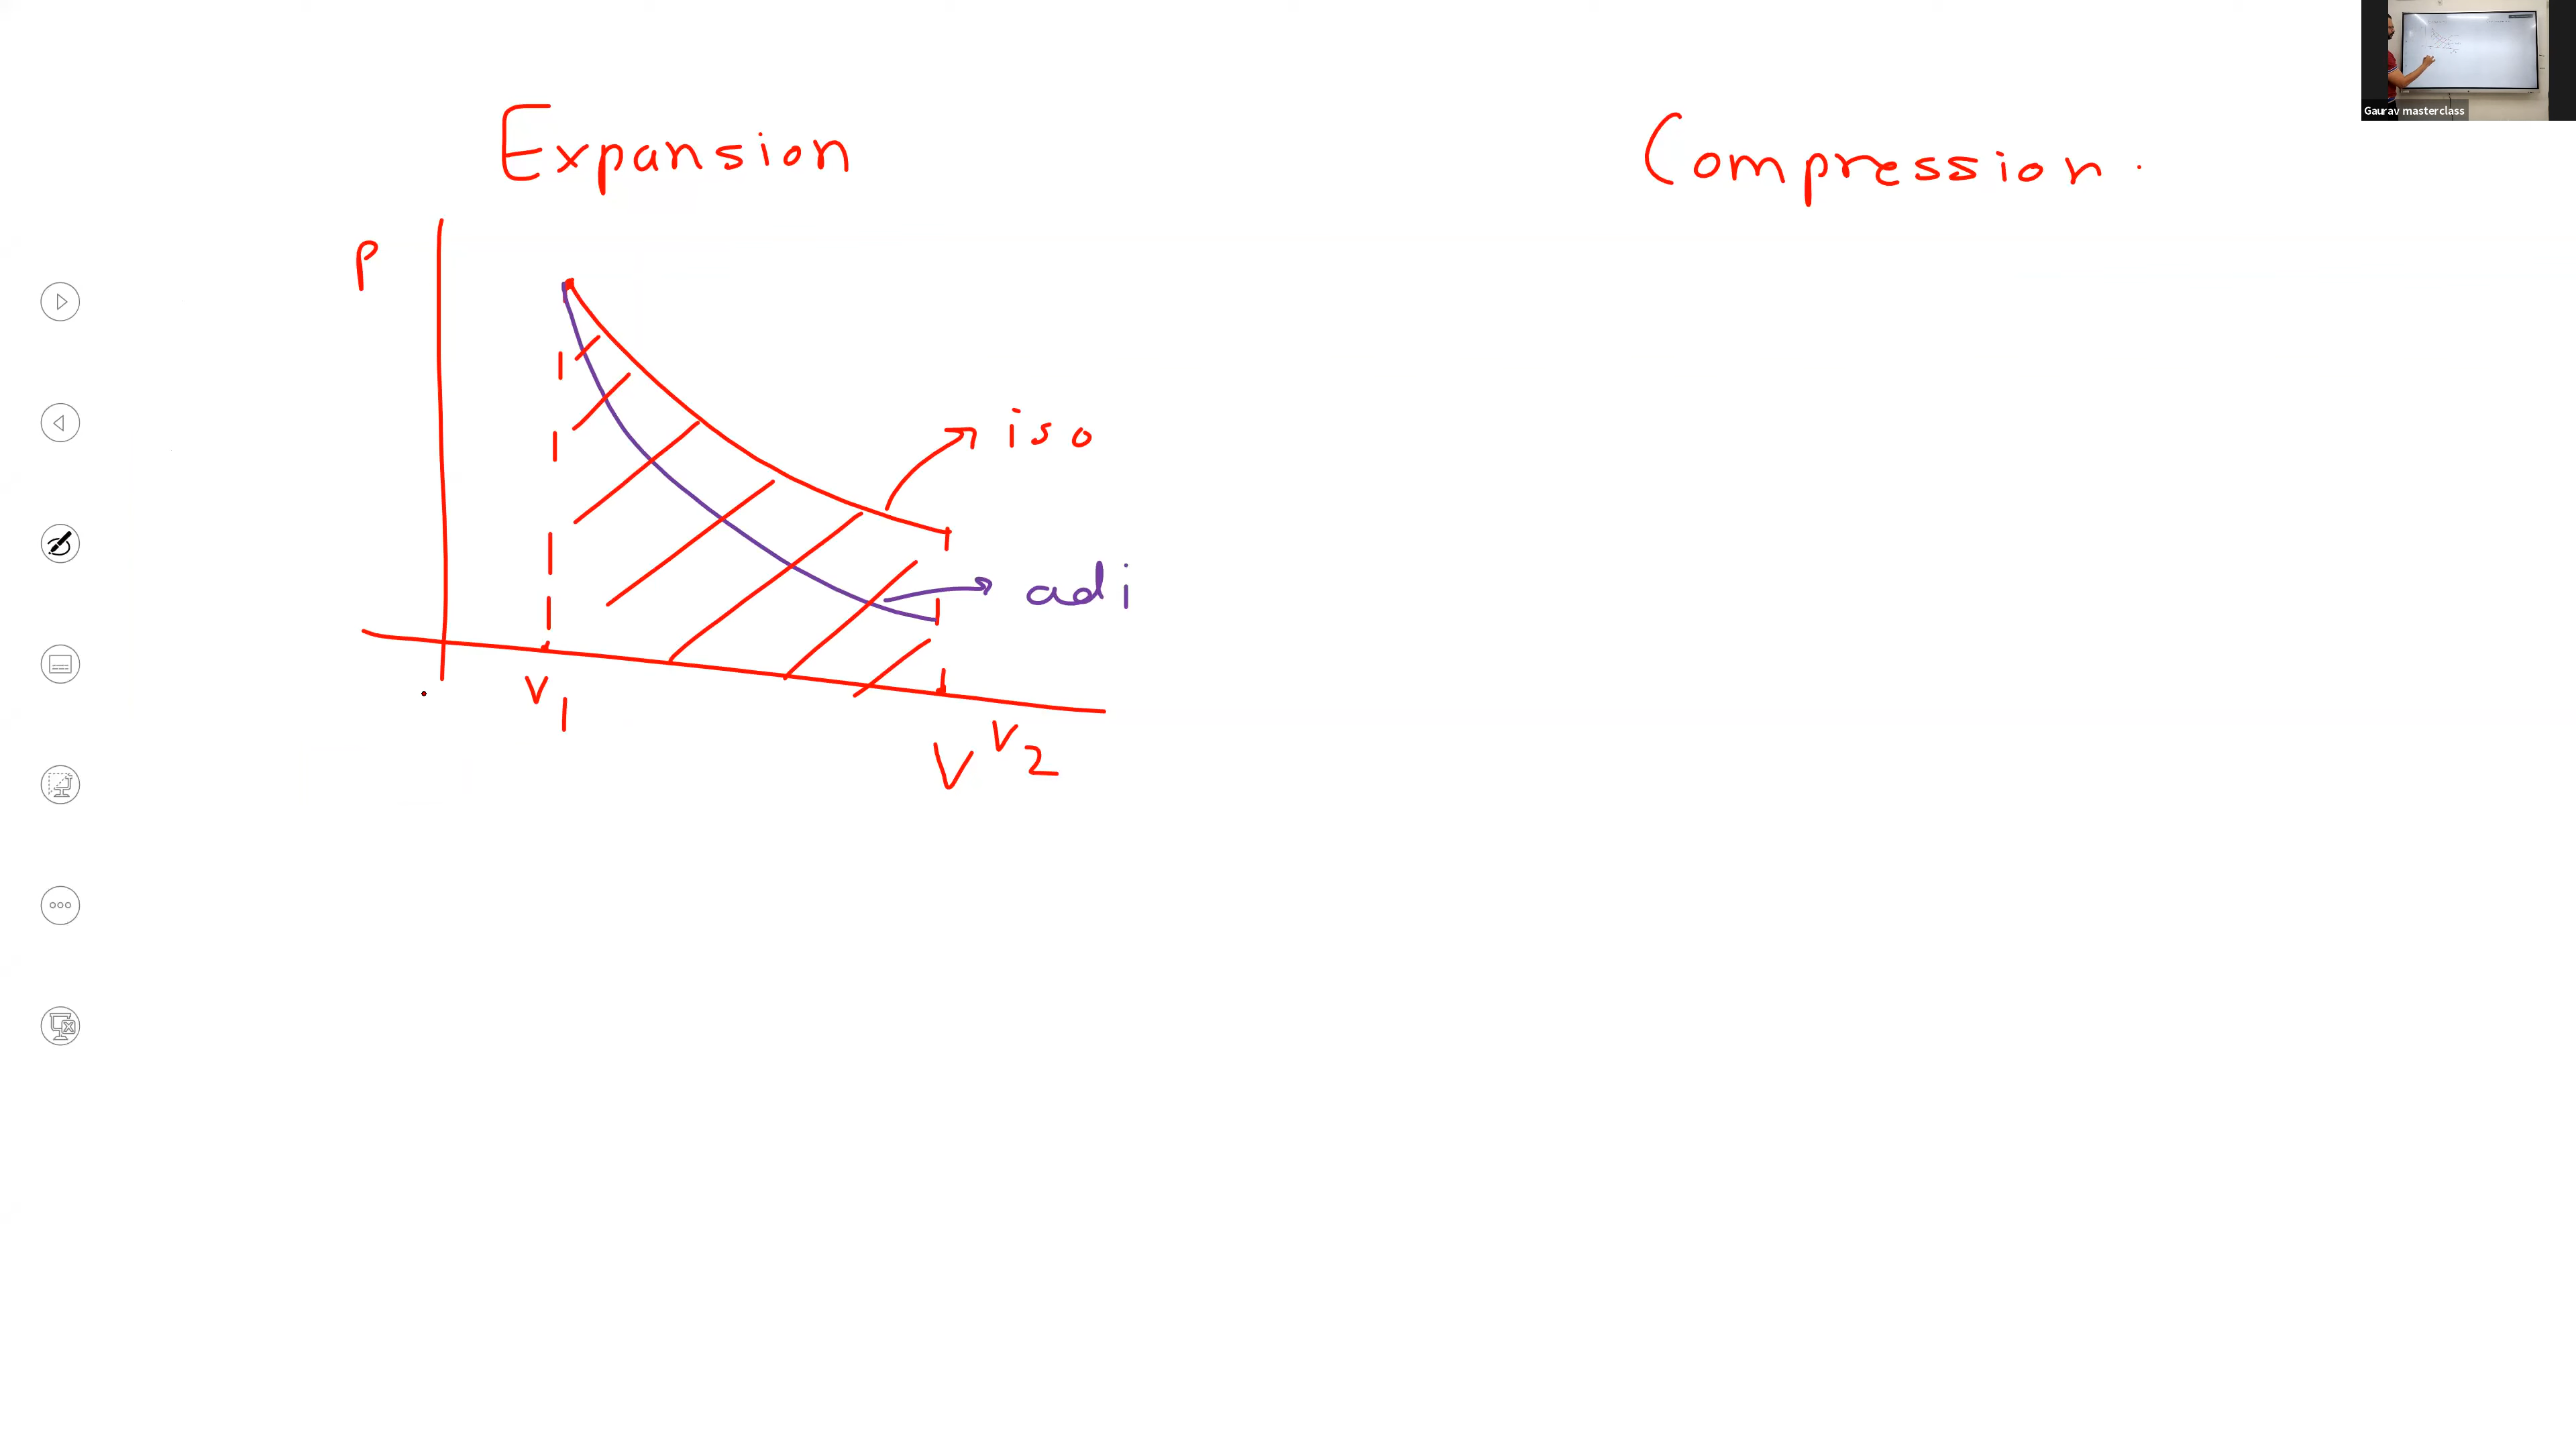 Expansion
Compression.
Gaurav masterclass
P
iso
adi
V1
V
V2